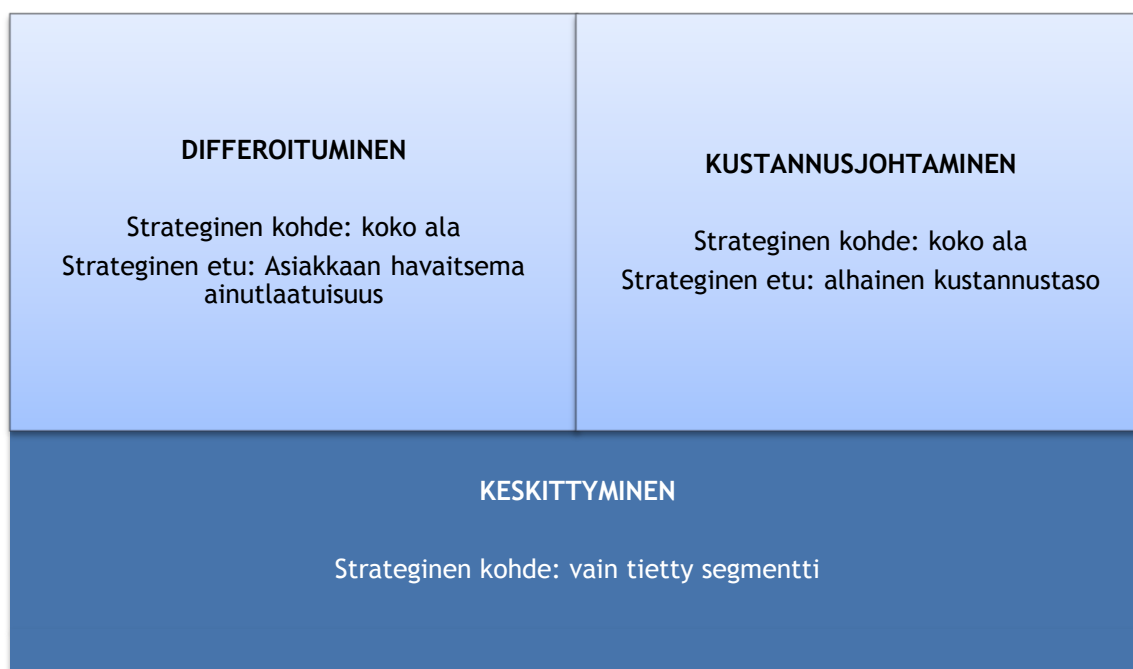 DIFFEROITUMINEN
Strateginen kohde: koko ala
Strateginen etu: Asiakkaan havaitsema
ainutlaatuisuus
KUSTANNUSJOHTAMINEN
Strateginen kohde: koko ala
Strateginen etu: alhainen kustannustaso
KESKITTYMINEN
Strateginen kohde: vain tietty segmentti